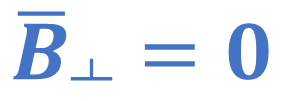 B̅⊥ = 0